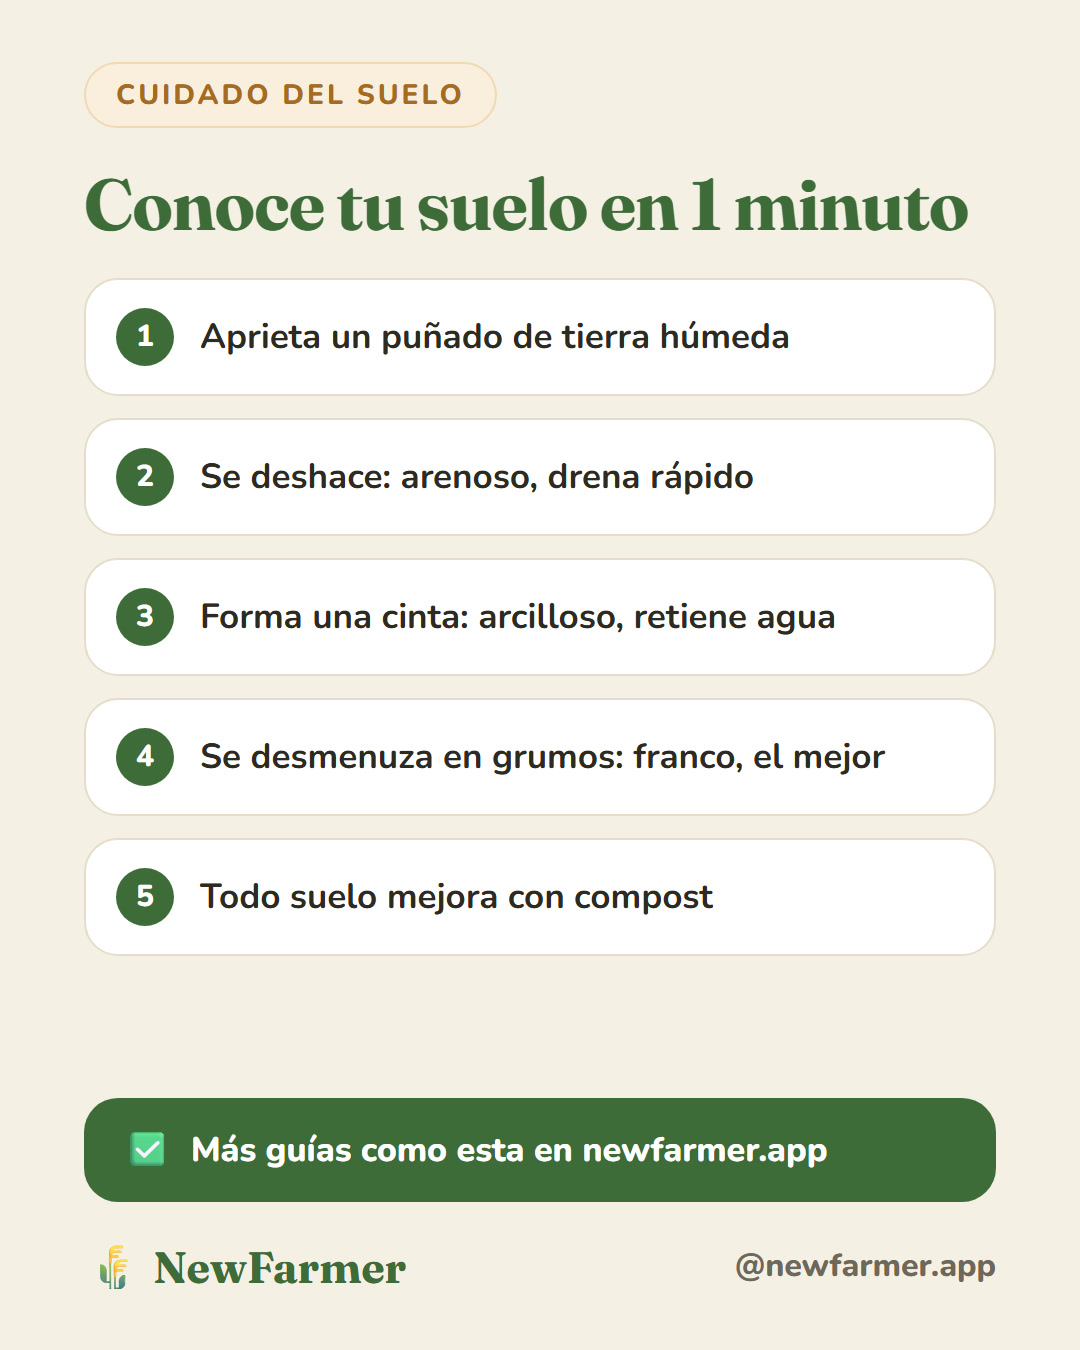 CUIDADO DEL SUELO
Conoce tu suelo en 1 minuto
1 Aprieta un puñado de tierra húmeda
2 Se deshace: arenoso, drena rápido
3 Forma una cinta: arcilloso, retiene agua
4 Se desmenuza en grumos: franco, el mejor
5 Todo suelo mejora con compost
✅ Más guías como esta en newfarmer.app
NewFarmer
@newfarmer.app